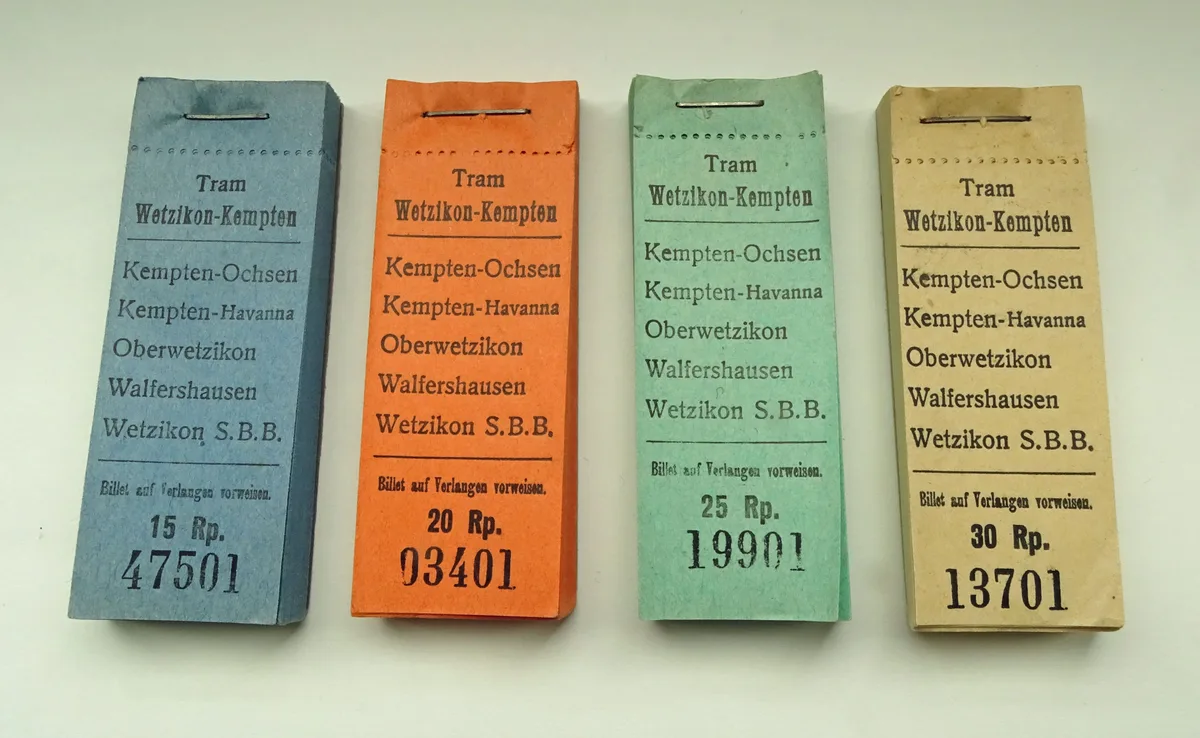 Tram
Wetzikon-Kempten
Kempten-Ochsen
Kempten-Havanna
Oberwetzikon
Walfershausen
Wetzikon S.B.B.
Billet auf Verlangen vorweisen.
15 Rp.
47501
Tram
Wetzikon-Kempten
Kempten-Ochsen
Kempten-Havanna
Oberwetzikon
Walfershausen
Wetzikon S.B.B.
Billet auf Verlangen vorweisen.
20 Rp.
03401
Tram
Wetzikon-Kempten
Kempten-Ochsen
Kempten-Havanna
Oberwetzikon
Walfershausen
Wetzikon S.B.B.
Billet auf Verlangen vorweisen.
25 Rp.
19901
Tram
Wetzikon-Kempten
Kempten-Ochsen
Kempten-Havanna
Oberwetzikon
Walfershausen
Wetzikon S.B.B.
Billet auf Verlangen vorweisen.
30 Rp.
13701